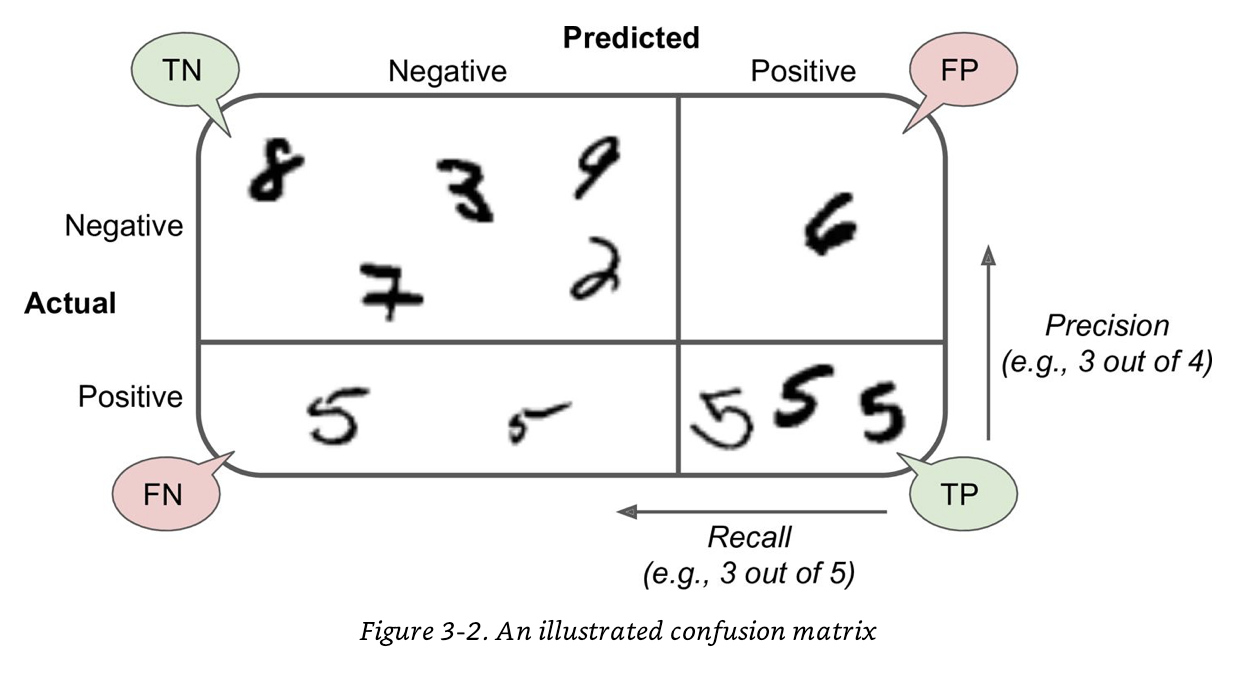 Predicted
TN
Negative
Positive
FP
8
3
9
Negative
6
7
2
Actual
Precision
(e.g., 3 out of 4)
Positive
5
5
5
5
5
FN
TP
Recall
(e.g., 3 out of 5)
Figure 3-2. An illustrated confusion matrix